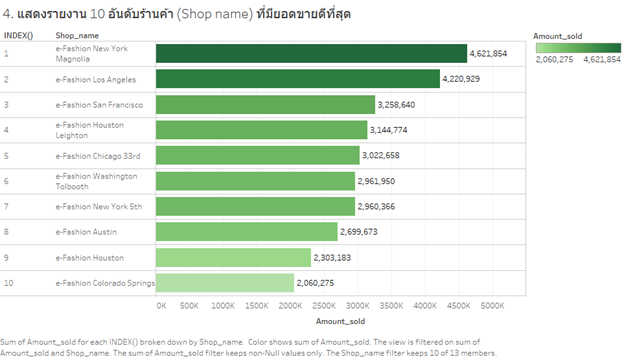 4. แสดงรายงาน 10 อันดับร้านค้า (Shop name) ที่มียอดขายดีที่สุด
INDEX() Shop_name
1 e-Fashion New York Magnolia 4,621,854
2 e-Fashion Los Angeles 4,220,929
3 e-Fashion San Francisco 3,258,640
4 e-Fashion Houston Leighton 3,144,774
5 e-Fashion Chicago 33rd 3,022,658
6 e-Fashion Washington Tolbooth 2,961,950
7 e-Fashion New York 5th 2,960,366
8 e-Fashion Austin 2,699,673
9 e-Fashion Houston 2,303,183
10 e-Fashion Colorado Springs 2,060,275
0K 500K 1000K 1500K 2000K 2500K 3000K 3500K 4000K 4500K 5000K
Amount_sold
Amount_sold
2,060,275 4,621,854
Sum of Amount_sold for each INDEX() broken down by Shop_name. Color shows sum of Amount_sold. The view is filtered on sum of
Amount_sold and Shop_name. The sum of Amount_sold filter keeps non-Null values only. The Shop_name filter keeps 10 of 13 members.